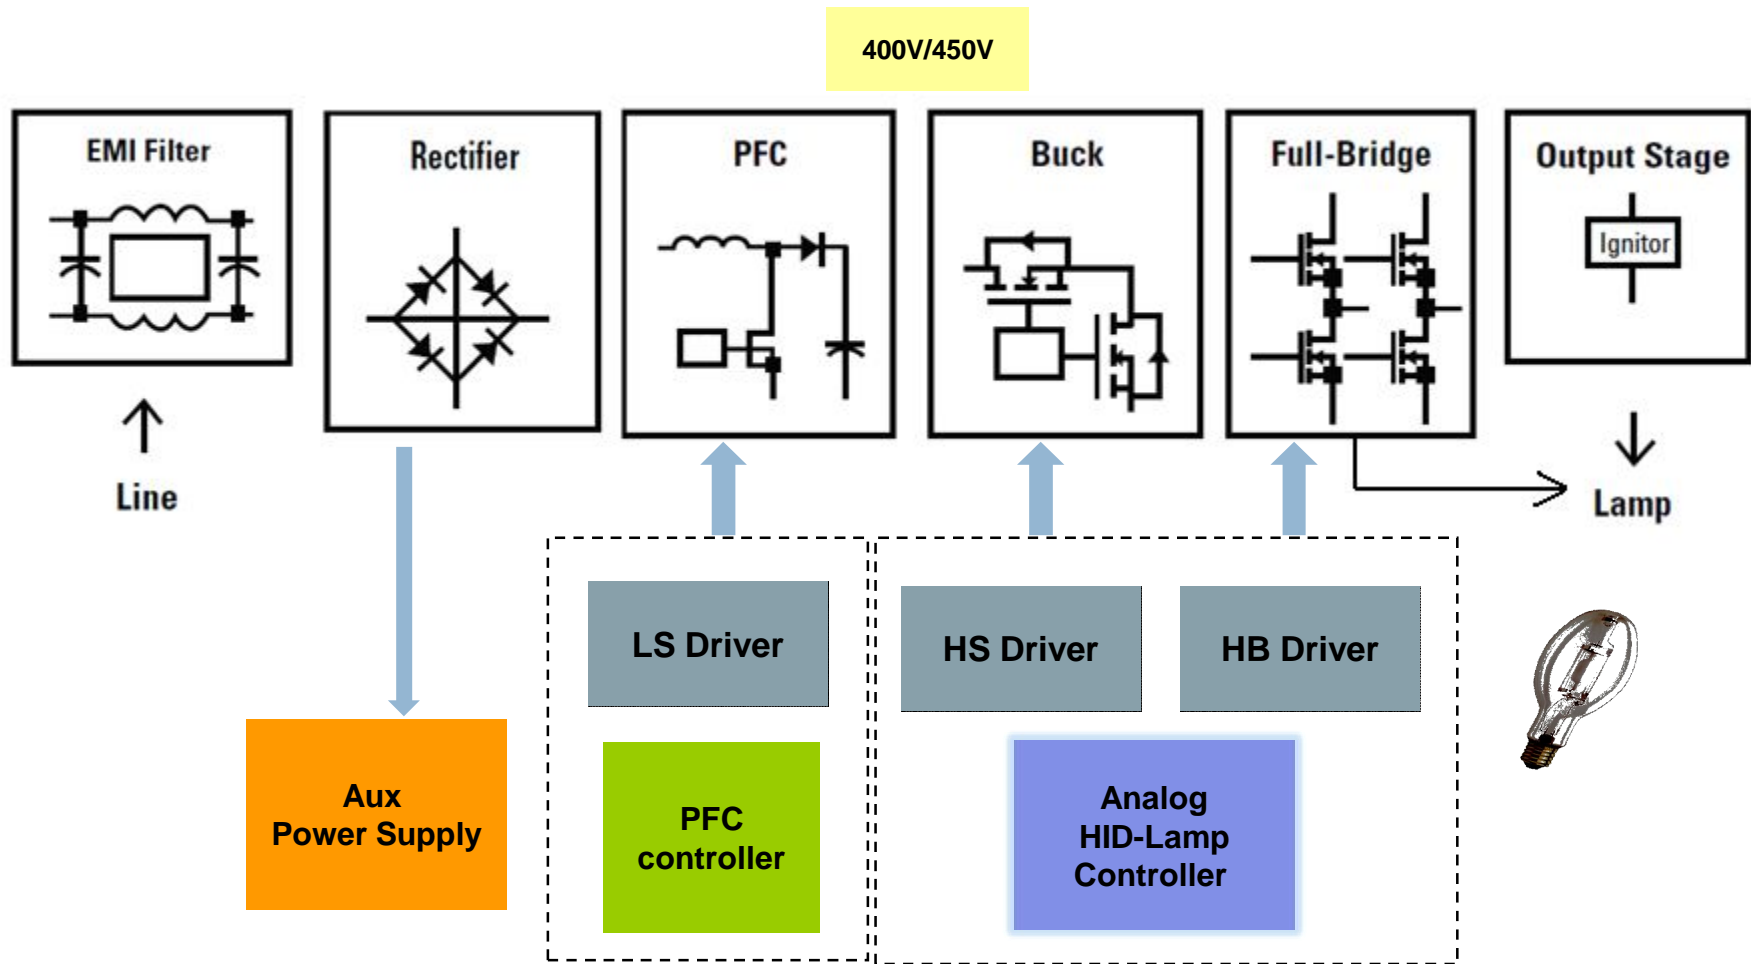 400V/450V
EMI Filter
Rectifier
PFC
Buck
Full-Bridge
Output Stage
Ignitor
Line
Lamp
LS Driver
HS Driver
HB Driver
Aux
Power Supply
PFC
controller
Analog
HID-Lamp
Controller